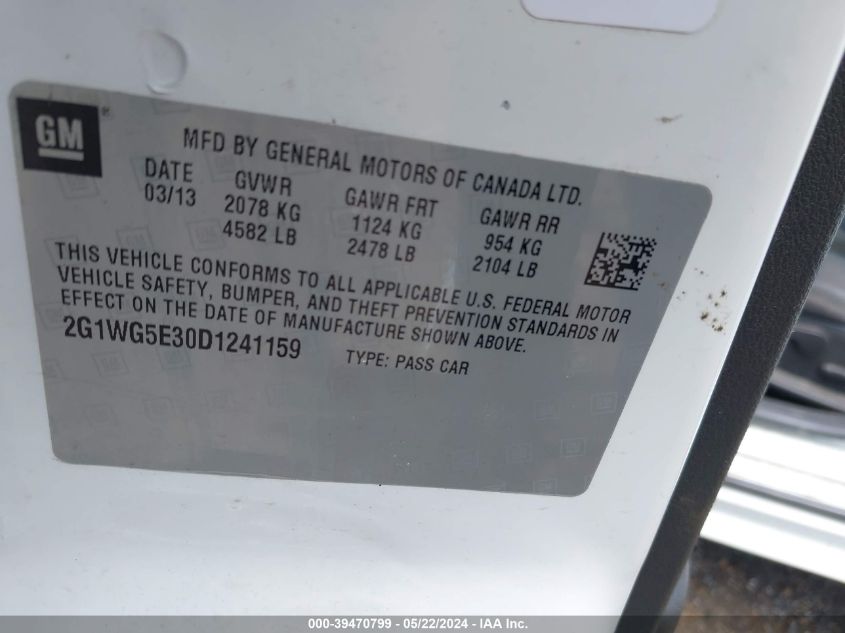 GM
MFD BY GENERAL MOTORS OF CANADA LTD.
DATE GVWR GAWR FRT GAWR RR
03/13 2078 KG 1124 KG 954 KG
4582 LB 2478 LB 2104 LB
THIS VEHICLE CONFORMS TO ALL APPLICABLE U.S. FEDERAL MOTOR
VEHICLE SAFETY, BUMPER, AND THEFT PREVENTION STANDARDS IN
EFFECT ON THE DATE OF MANUFACTURE SHOWN ABOVE.
2G1WG5E30D1241159 TYPE: PASS CAR
000-39470799 - 05/22/2024 - IAA Inc.